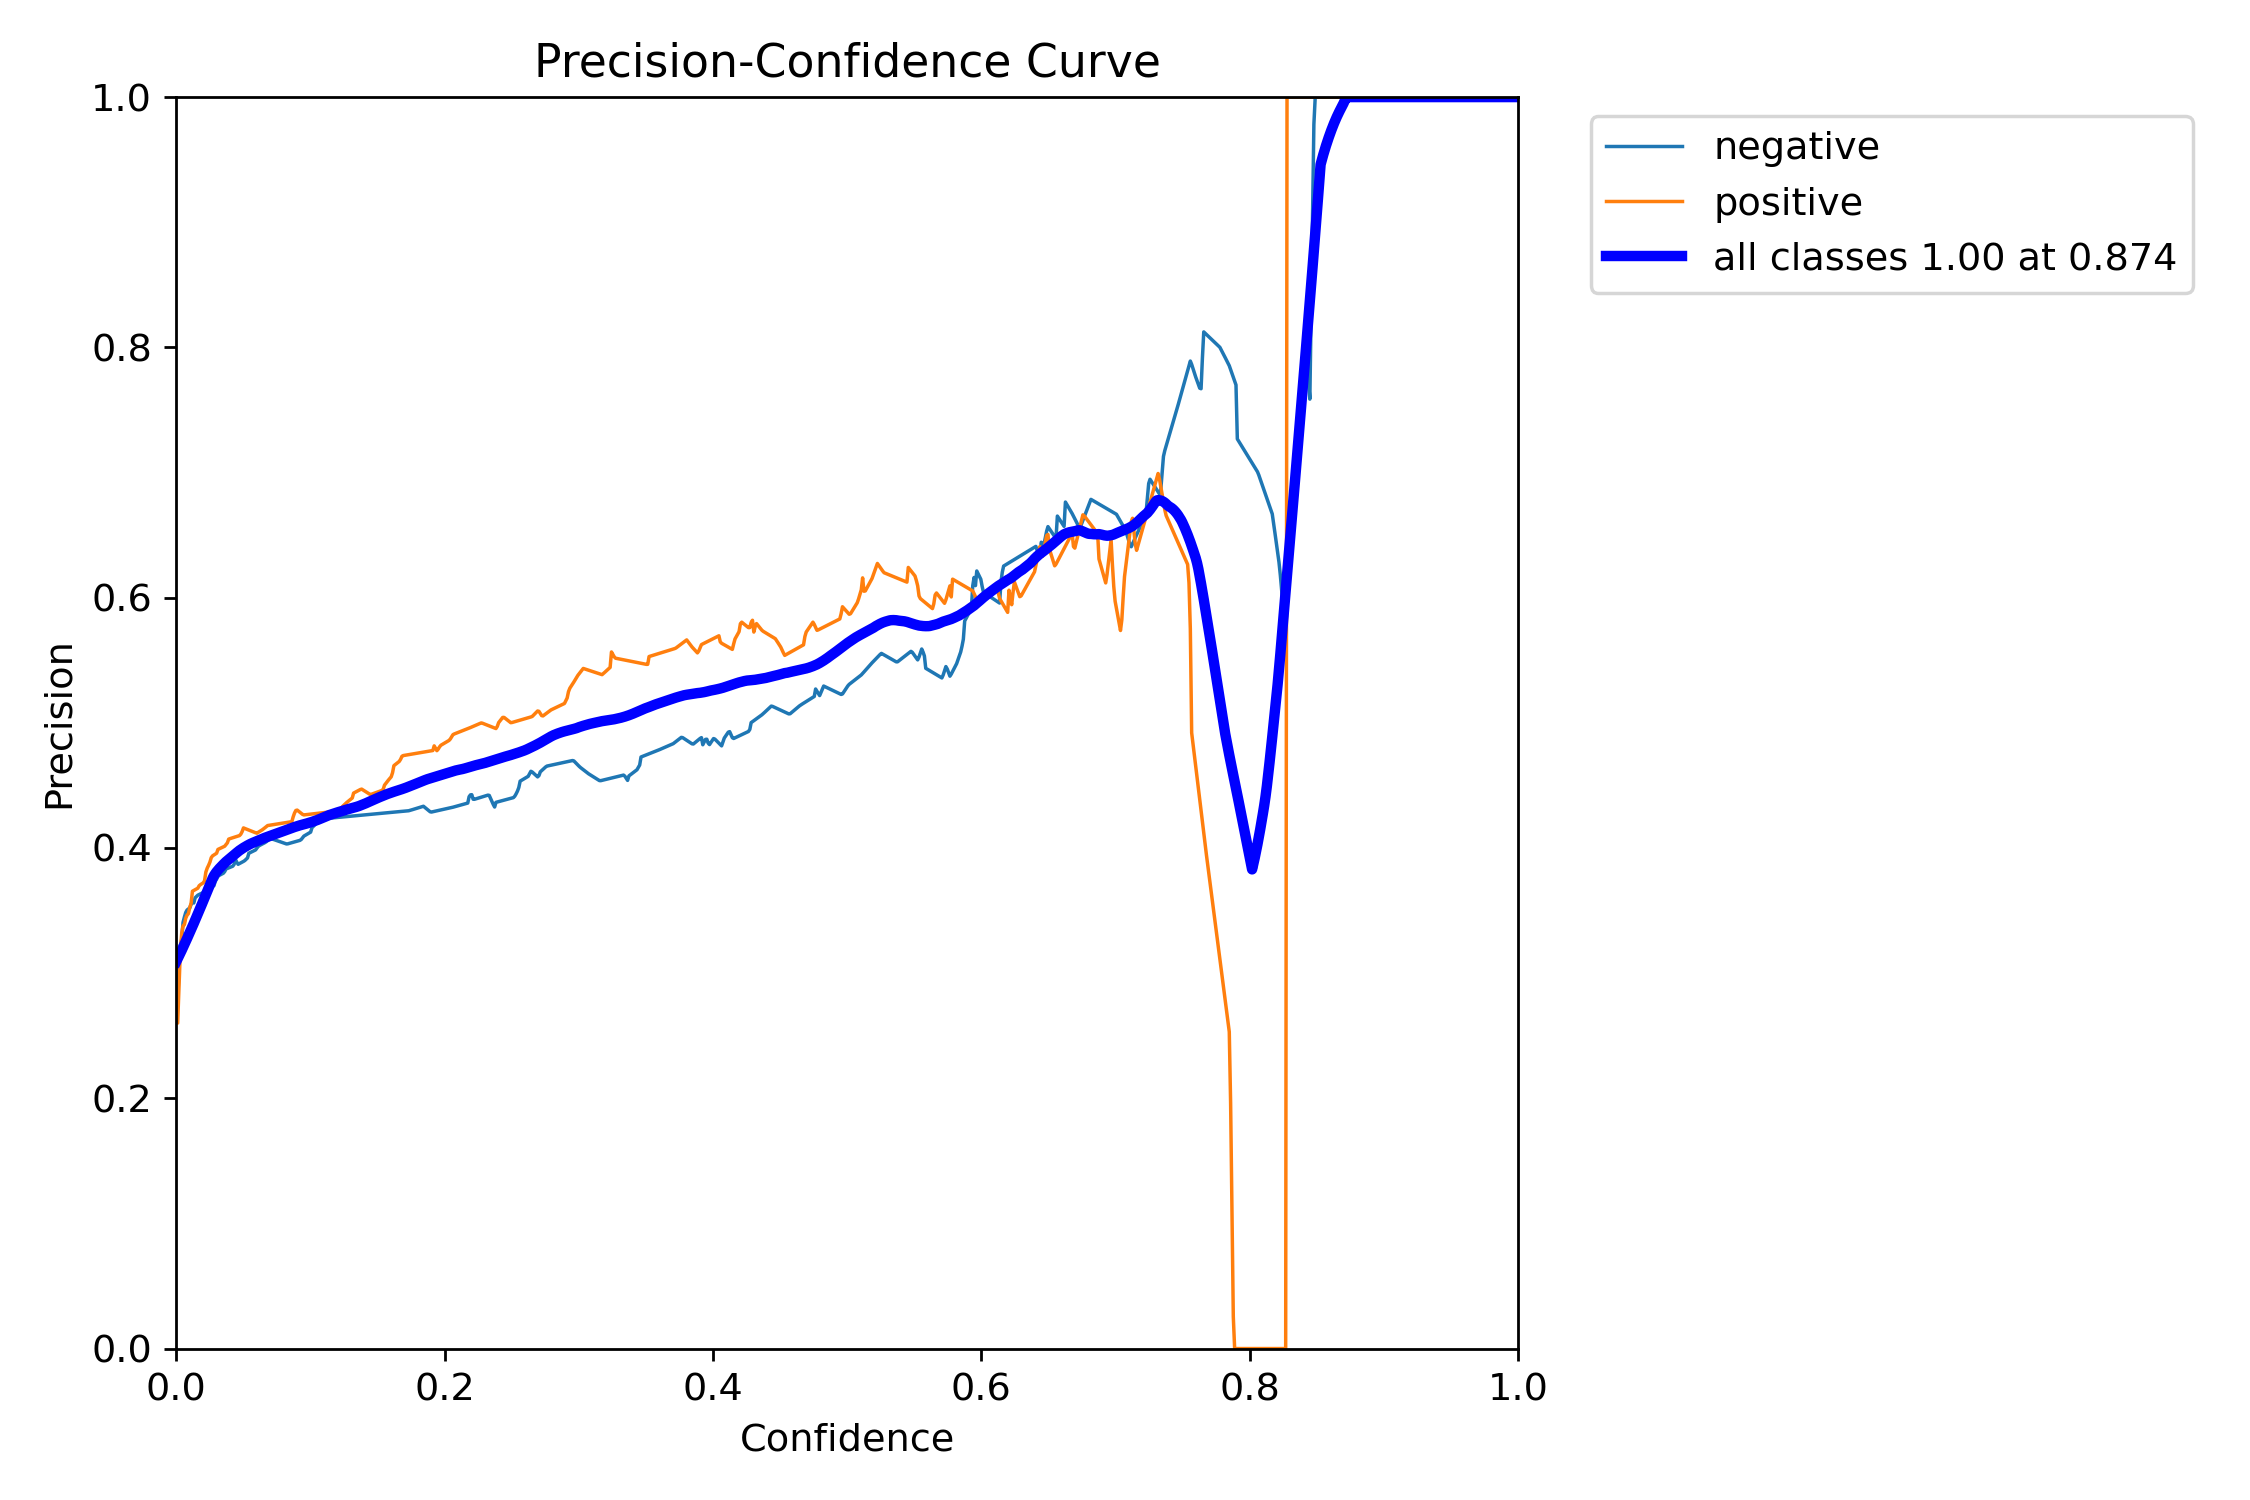 Precision-Confidence Curve
1.0
0.8
0.6
0.4
0.2
0.0
Precision
0.0 0.2 0.4 0.6 0.8 1.0
Confidence
negative
positive
all classes 1.00 at 0.874